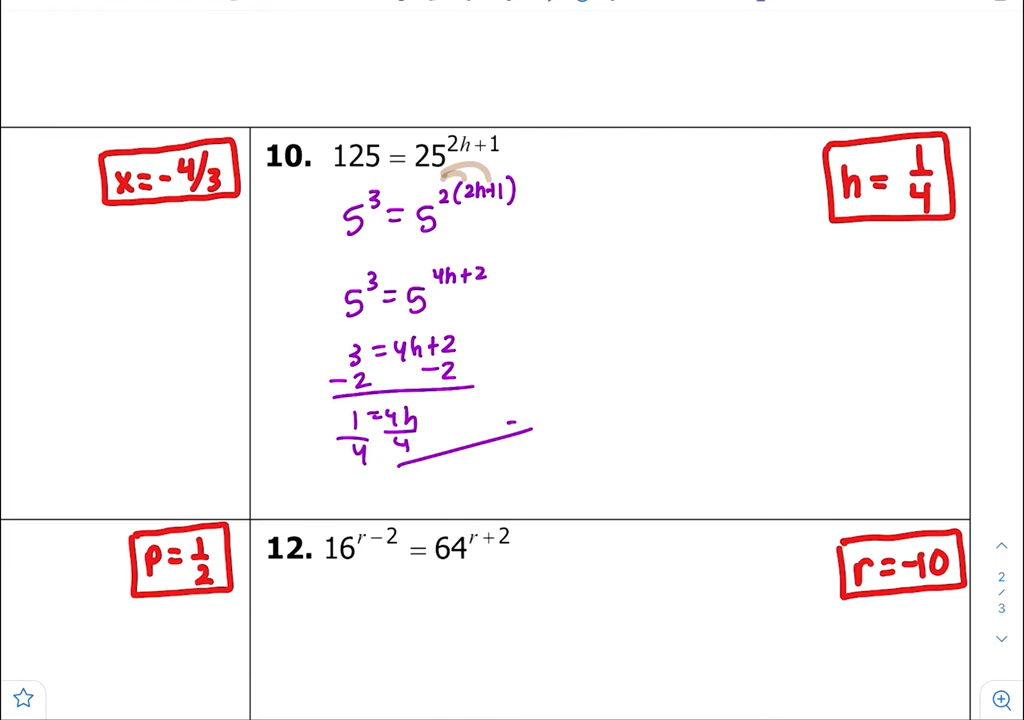 x = - 4/3
10. 125 = 25^{2h+1}
h = 1/4
5^3 = 5^{2(2h+1)}
5^3 = 5^{4h+2}
3 = 4h+2
-2 -2
1 = 4h
4 4
p = 1/2
12. 16^{r-2} = 64^{r+2}
r = -10
2
/
3